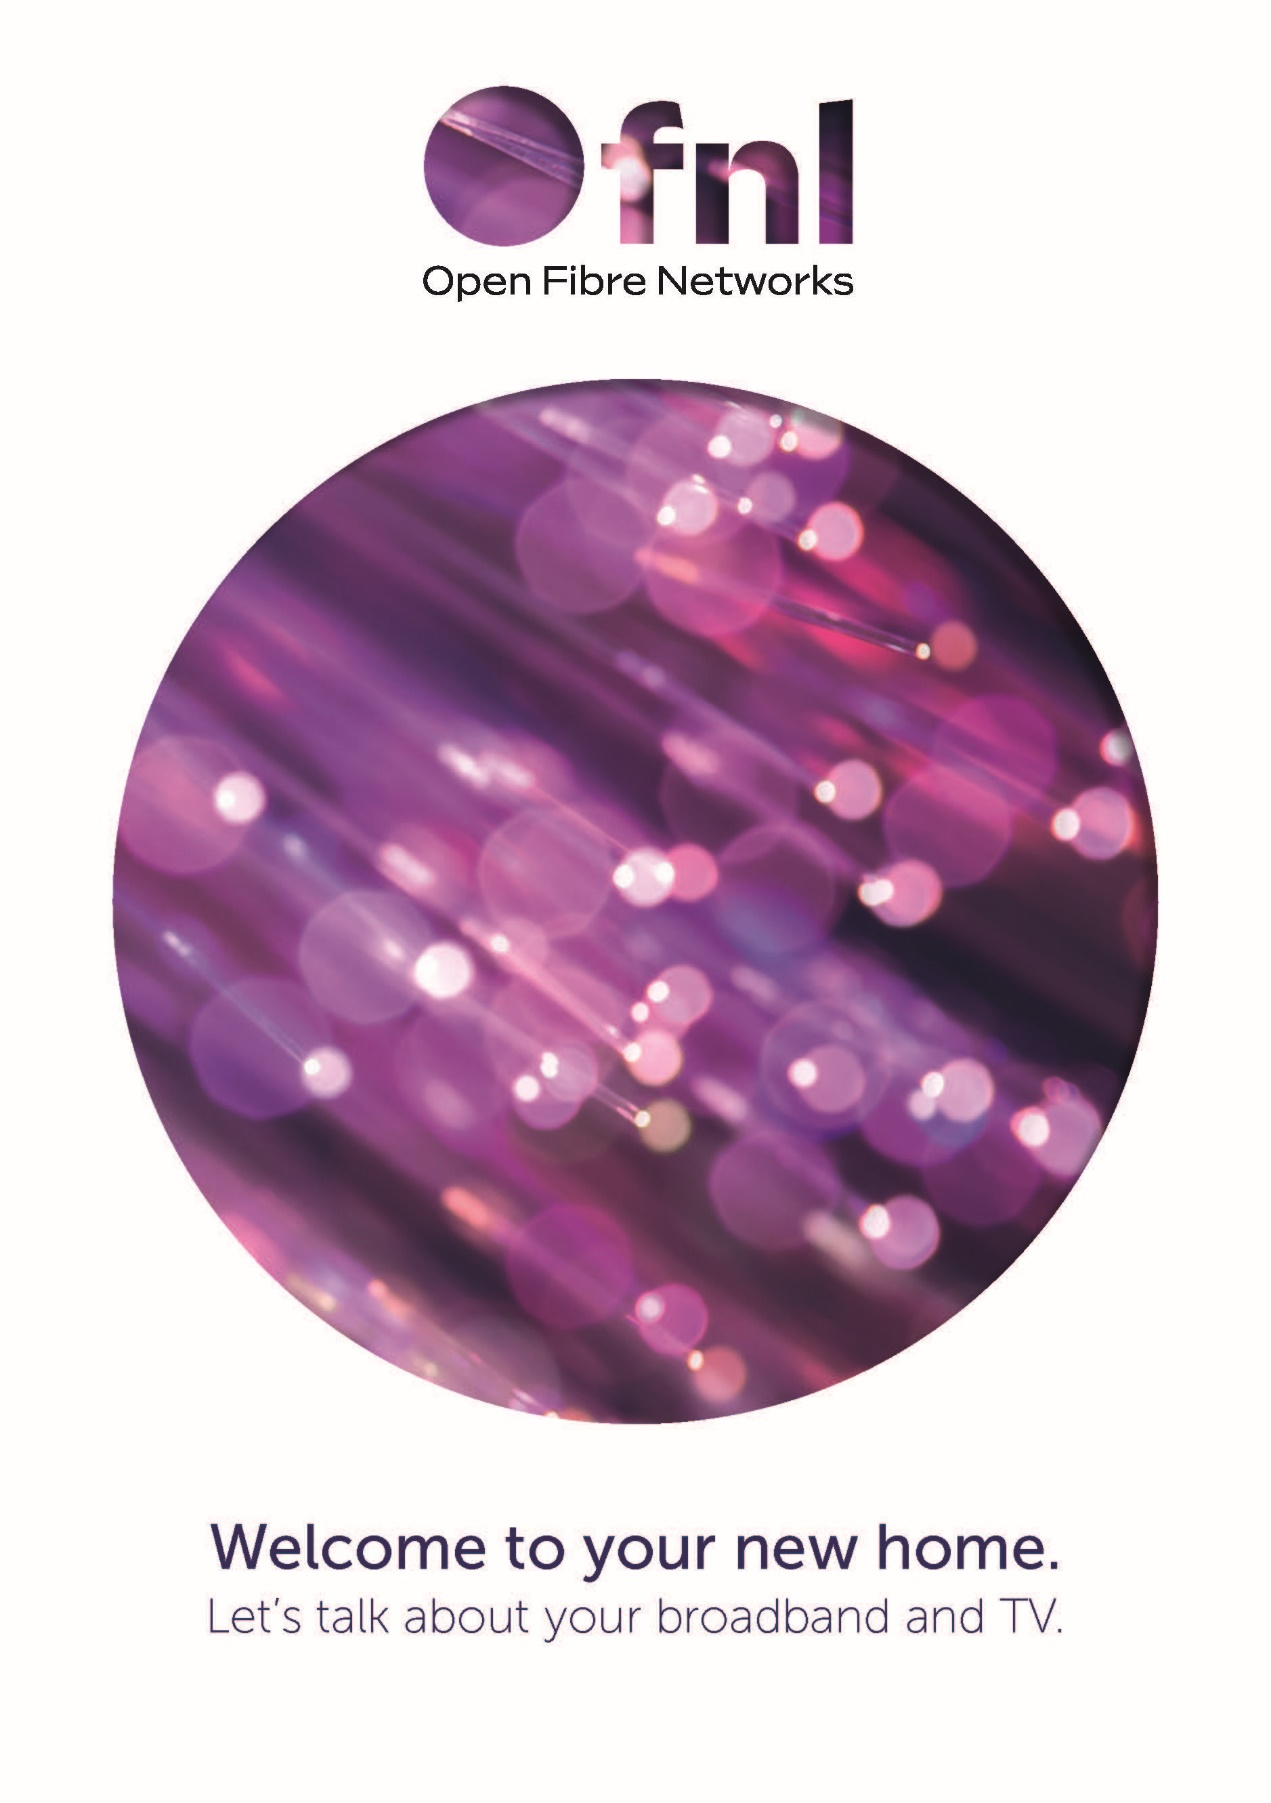 Ofnl
Open Fibre Networks
Welcome to your new home.
Let's talk about your broadband and TV.